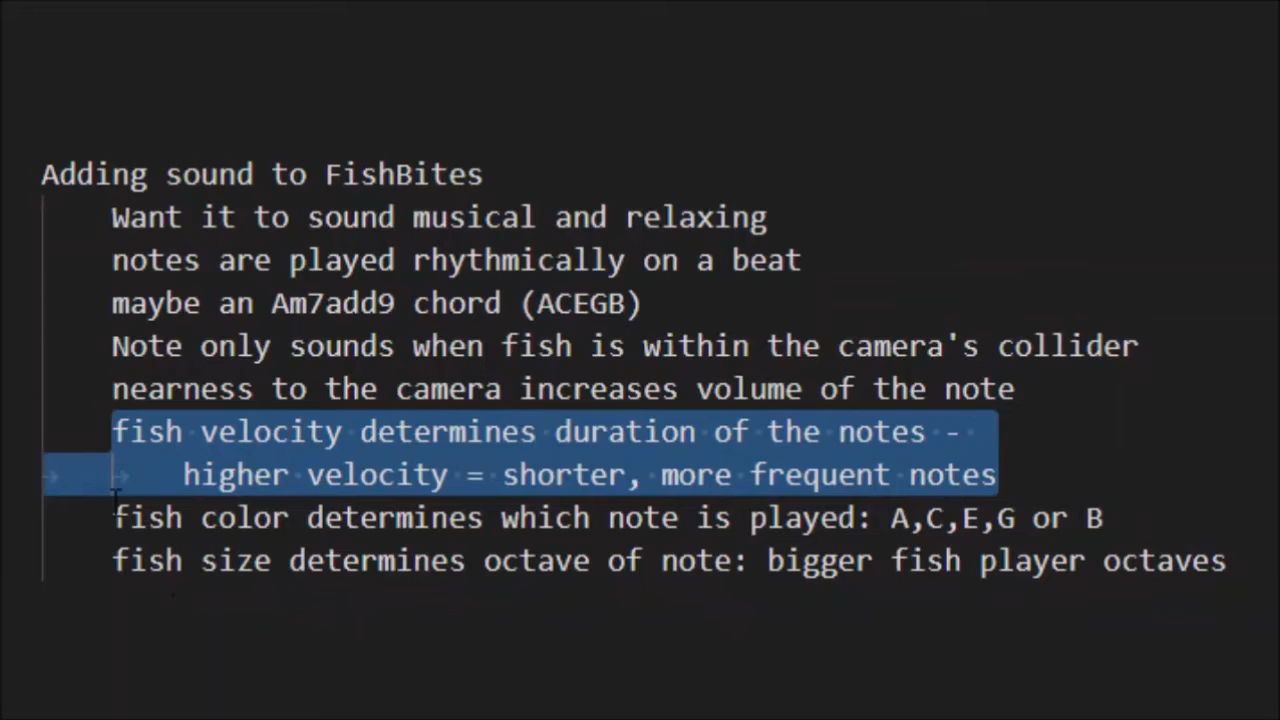 Adding sound to FishBites
Want it to sound musical and relaxing
notes are played rhythmically on a beat
maybe an Am7add9 chord (ACEGB)
Note only sounds when fish is within the camera's collider
nearness to the camera increases volume of the note
fish velocity determines duration of the notes -
higher velocity = shorter, more frequent notes
fish color determines which note is played: A,C,E,G or B
fish size determines octave of note: bigger fish player octaves